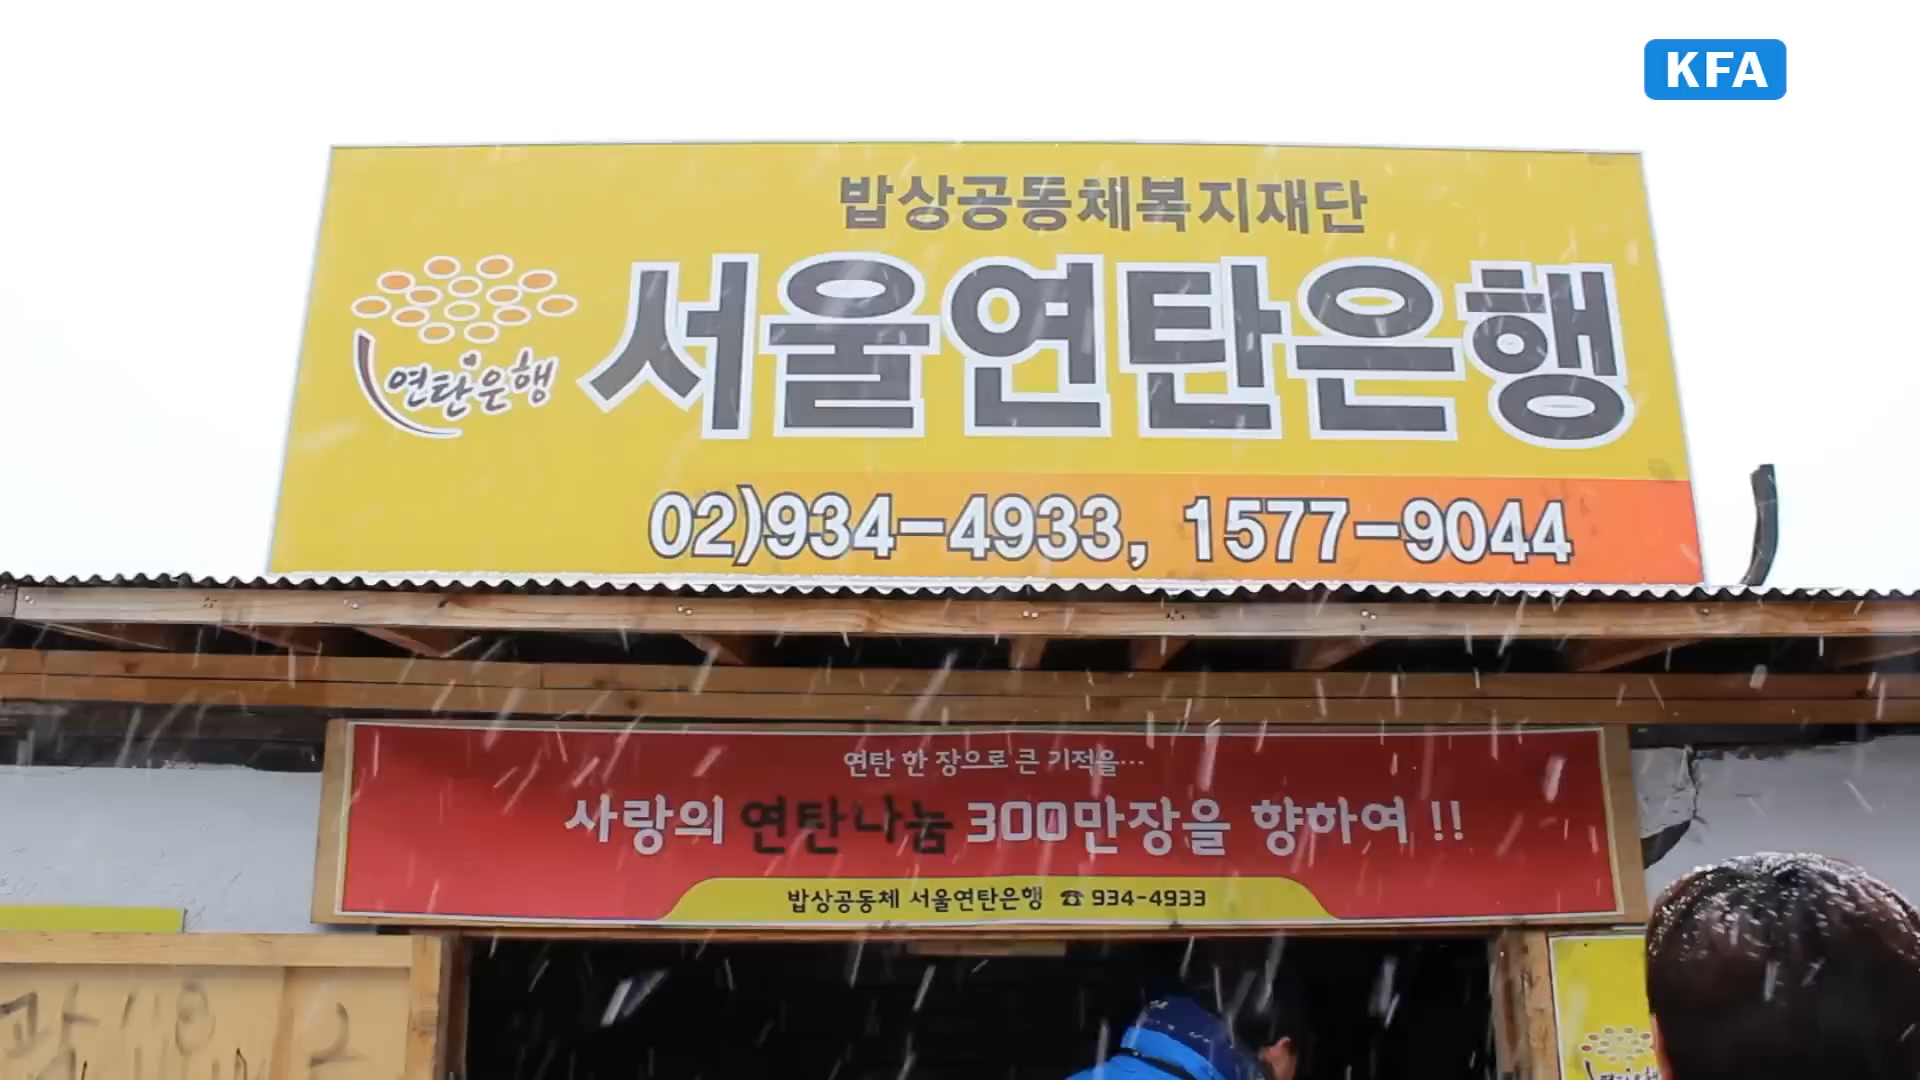 KFA
밥상공동체복지재단
연탄은행
서울연탄은행
02)934-4933, 1577-9044
연탄 한 장으로 큰 기적을...
사랑의 연탄나눔 300만장을 향하여 !!
밥상공동체 서울연탄은행 ☎ 934-4933